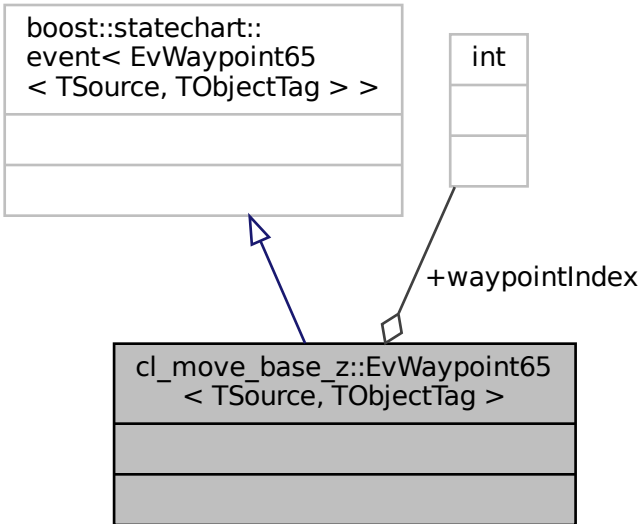 boost::statechart::
event< EvWaypoint65
< TSource, TObjectTag > >
int
+waypointIndex
cl_move_base_z::EvWaypoint65
< TSource, TObjectTag >